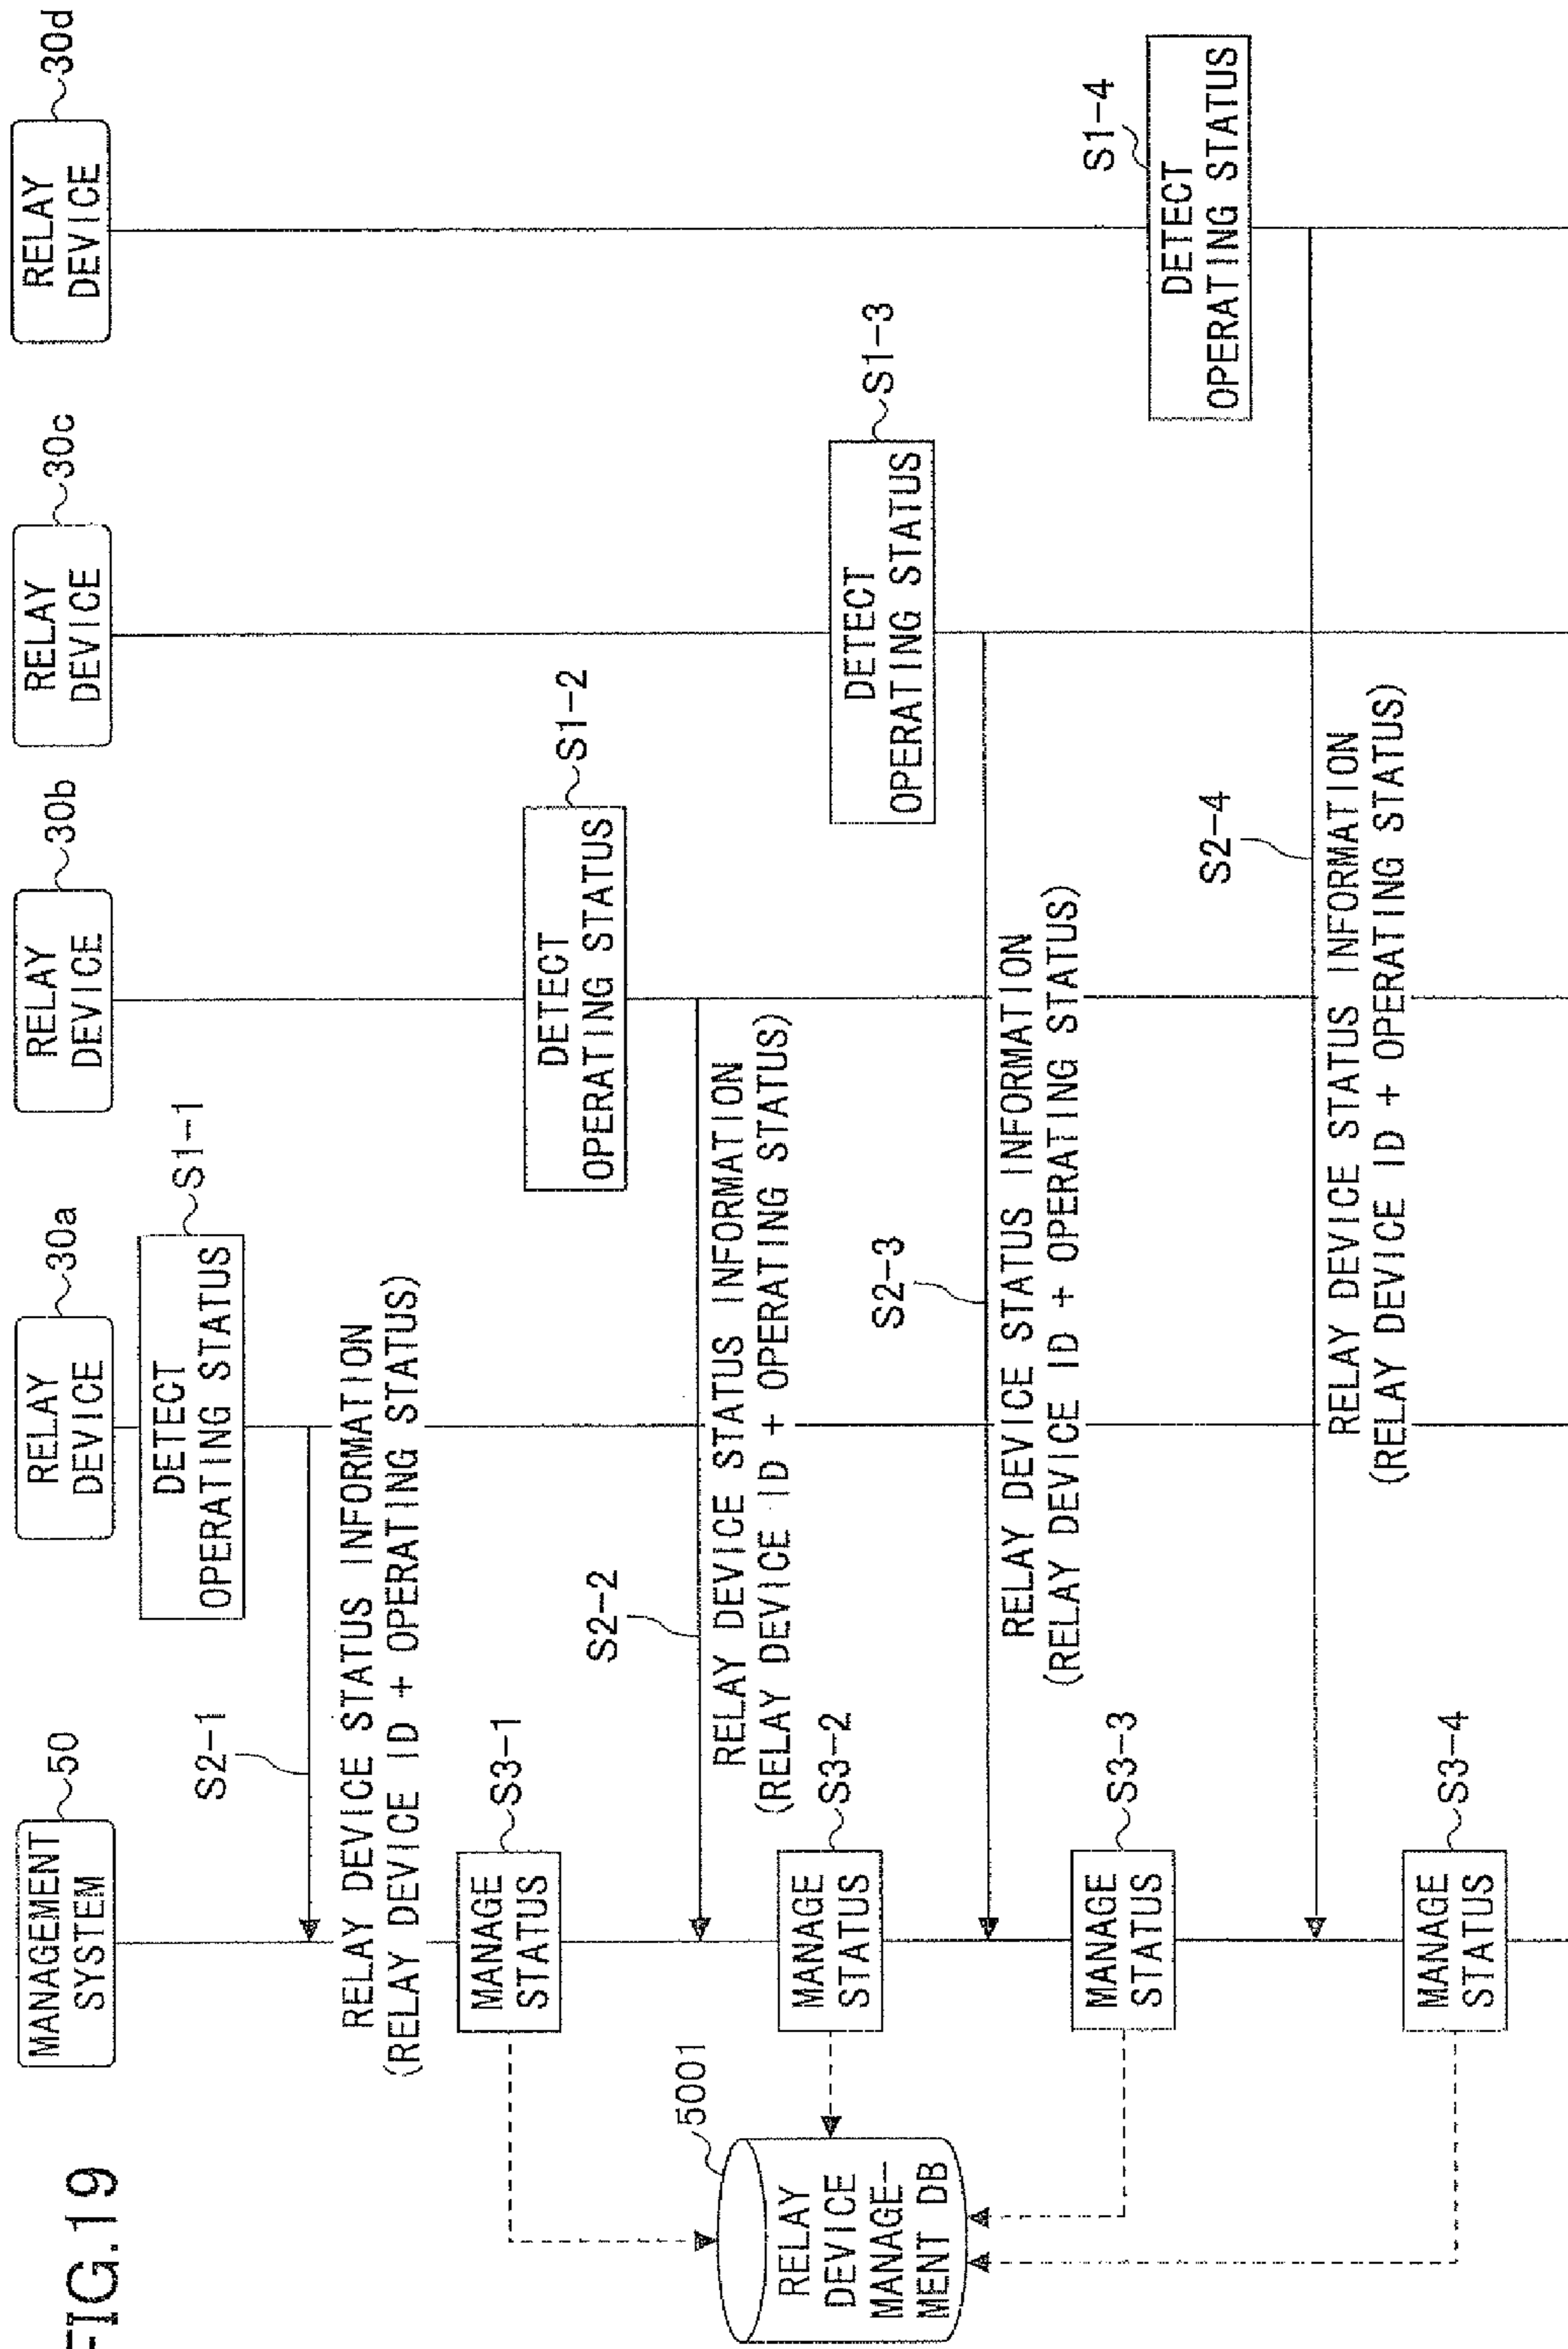 FIG.19
MANAGEMENT
SYSTEM
50
RELAY
DEVICE
30a
RELAY
DEVICE
30b
RELAY
DEVICE
30c
RELAY
DEVICE
30d
DETECT
OPERATING STATUS
S1-1
S2-1
RELAY DEVICE STATUS INFORMATION
(RELAY DEVICE ID + OPERATING STATUS)
MANAGE
STATUS
S3-1
DETECT
OPERATING STATUS
S1-2
S2-2
RELAY DEVICE STATUS INFORMATION
(RELAY DEVICE ID + OPERATING STATUS)
5001
RELAY
DEVICE
MANAGE-
MENT DB
MANAGE
STATUS
S3-2
DETECT
OPERATING STATUS
S1-3
S2-3
RELAY DEVICE STATUS INFORMATION
(RELAY DEVICE ID + OPERATING STATUS)
MANAGE
STATUS
S3-3
DETECT
OPERATING STATUS
S1-4
S2-4
RELAY DEVICE STATUS INFORMATION
(RELAY DEVICE ID + OPERATING STATUS)
MANAGE
STATUS
S3-4